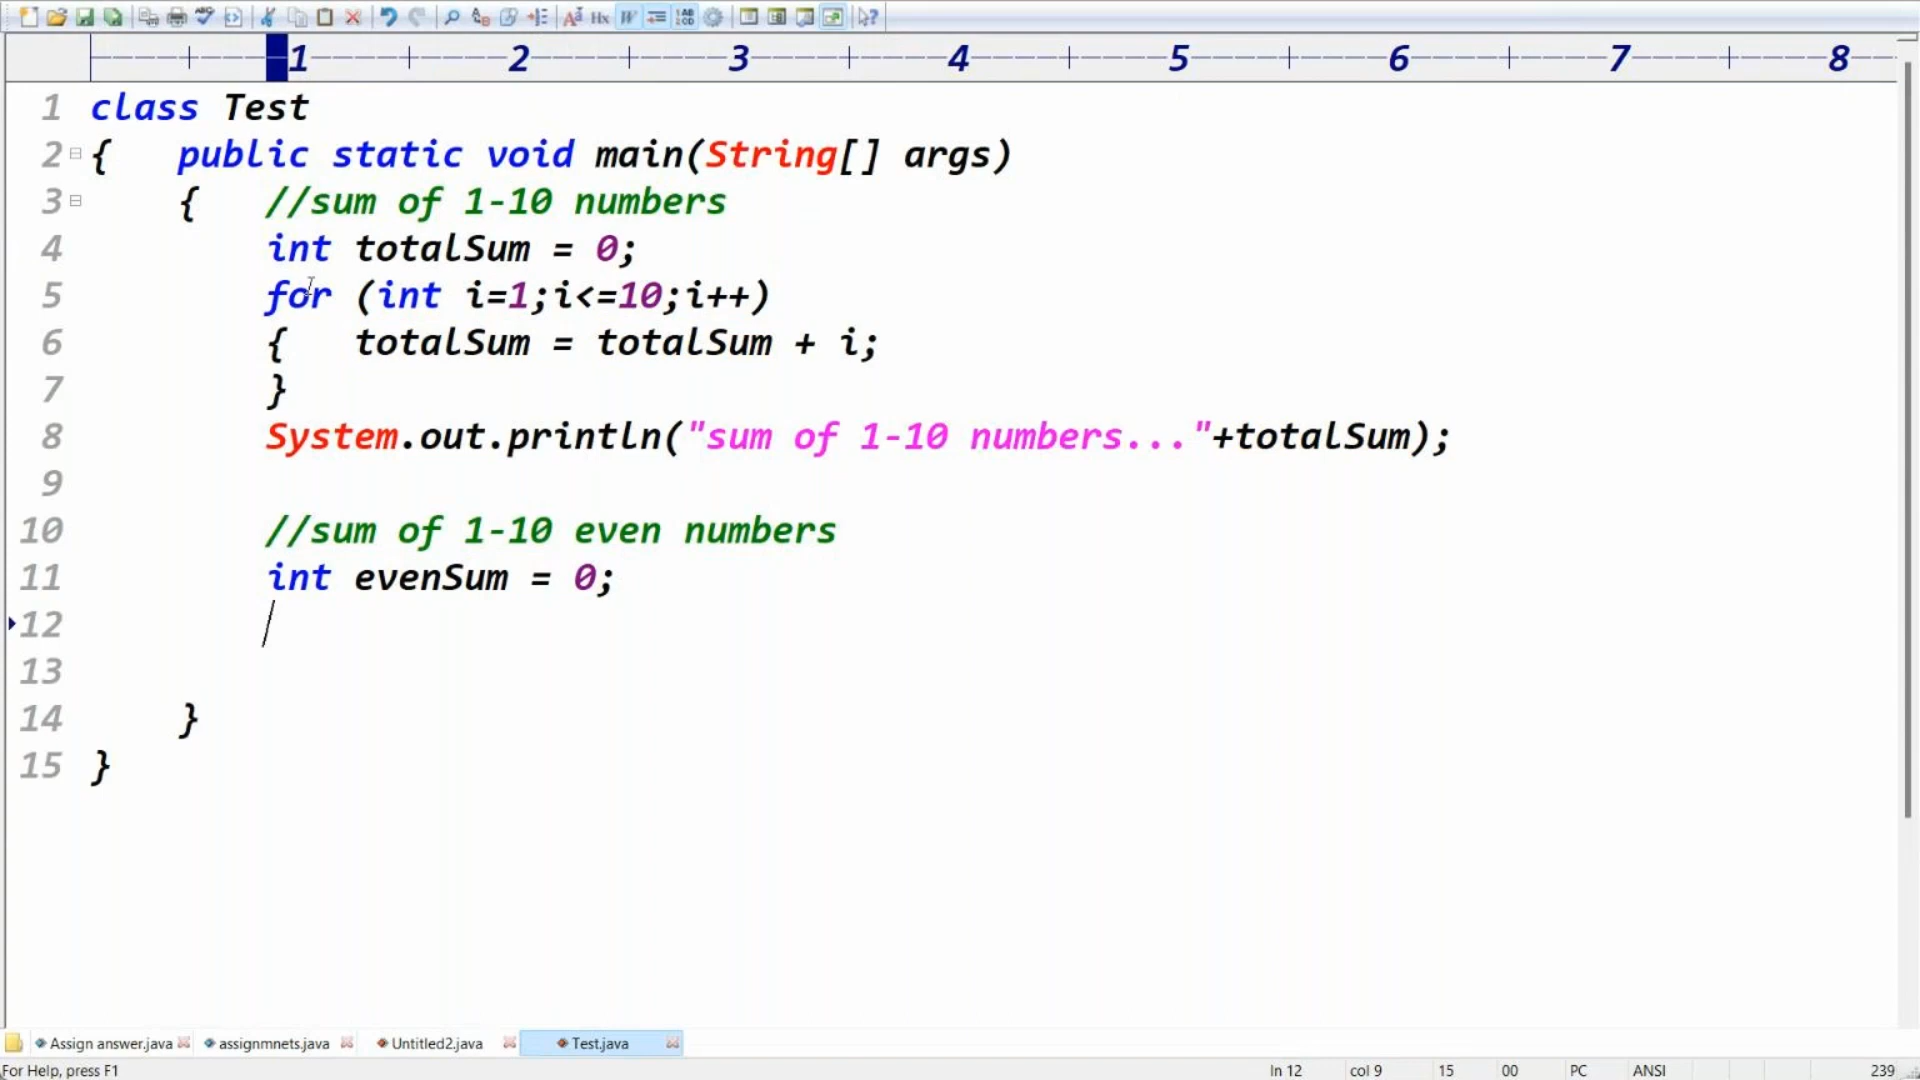 1 2 3 4 5 6 7 8
1 class Test
2 { public static void main(String[] args)
3 { //sum of 1-10 numbers
4 int totalSum = 0;
5 for (int i=1;i<=10;i++)
6 { totalSum = totalSum + i;
7 }
8 System.out.println("sum of 1-10 numbers..."+totalSum);
9
10 //sum of 1-10 even numbers
11 int evenSum = 0;
12
13
14 }
15 }
Assign answer.java assignmnets.java Untitled2.java Test.java
For Help, press F1 ln 12 col 9 15 00 PC ANSI 239